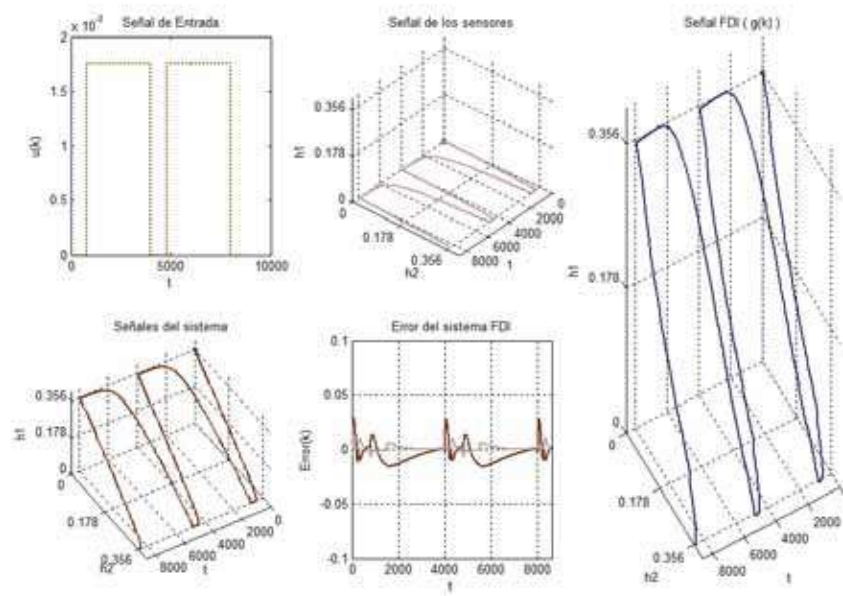 Señal de Entrada
x 10
2
1.5
1
0.5
0
u(k)
0
5000
10000
t
Señal de los sensores
0.356
0.178
0
h1
0
0.178
0.356
h2
8000
6000
4000
2000
0
t
Señal FDI ( g(k) )
0.356
0.178
0
h1
0
0.178
0.356
h2
8000
6000
4000
2000
t
Señales del sistema
0.356
0.178
0
h1
0
0.178
0.356
h2
8000
6000
4000
2000
0
t
Error del sistema FDI
0.1
0.05
0
-0.05
-0.1
Error(k)
0
2000
4000
6000
8000
t